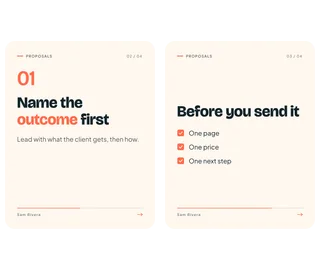 PROPOSALS
02 / 04
01
Name the
outcome first
Lead with what the client gets, then how.
Sam Rivera
→
PROPOSALS
03 / 04
Before you send it
One page
One price
One next step
Sam Rivera
→